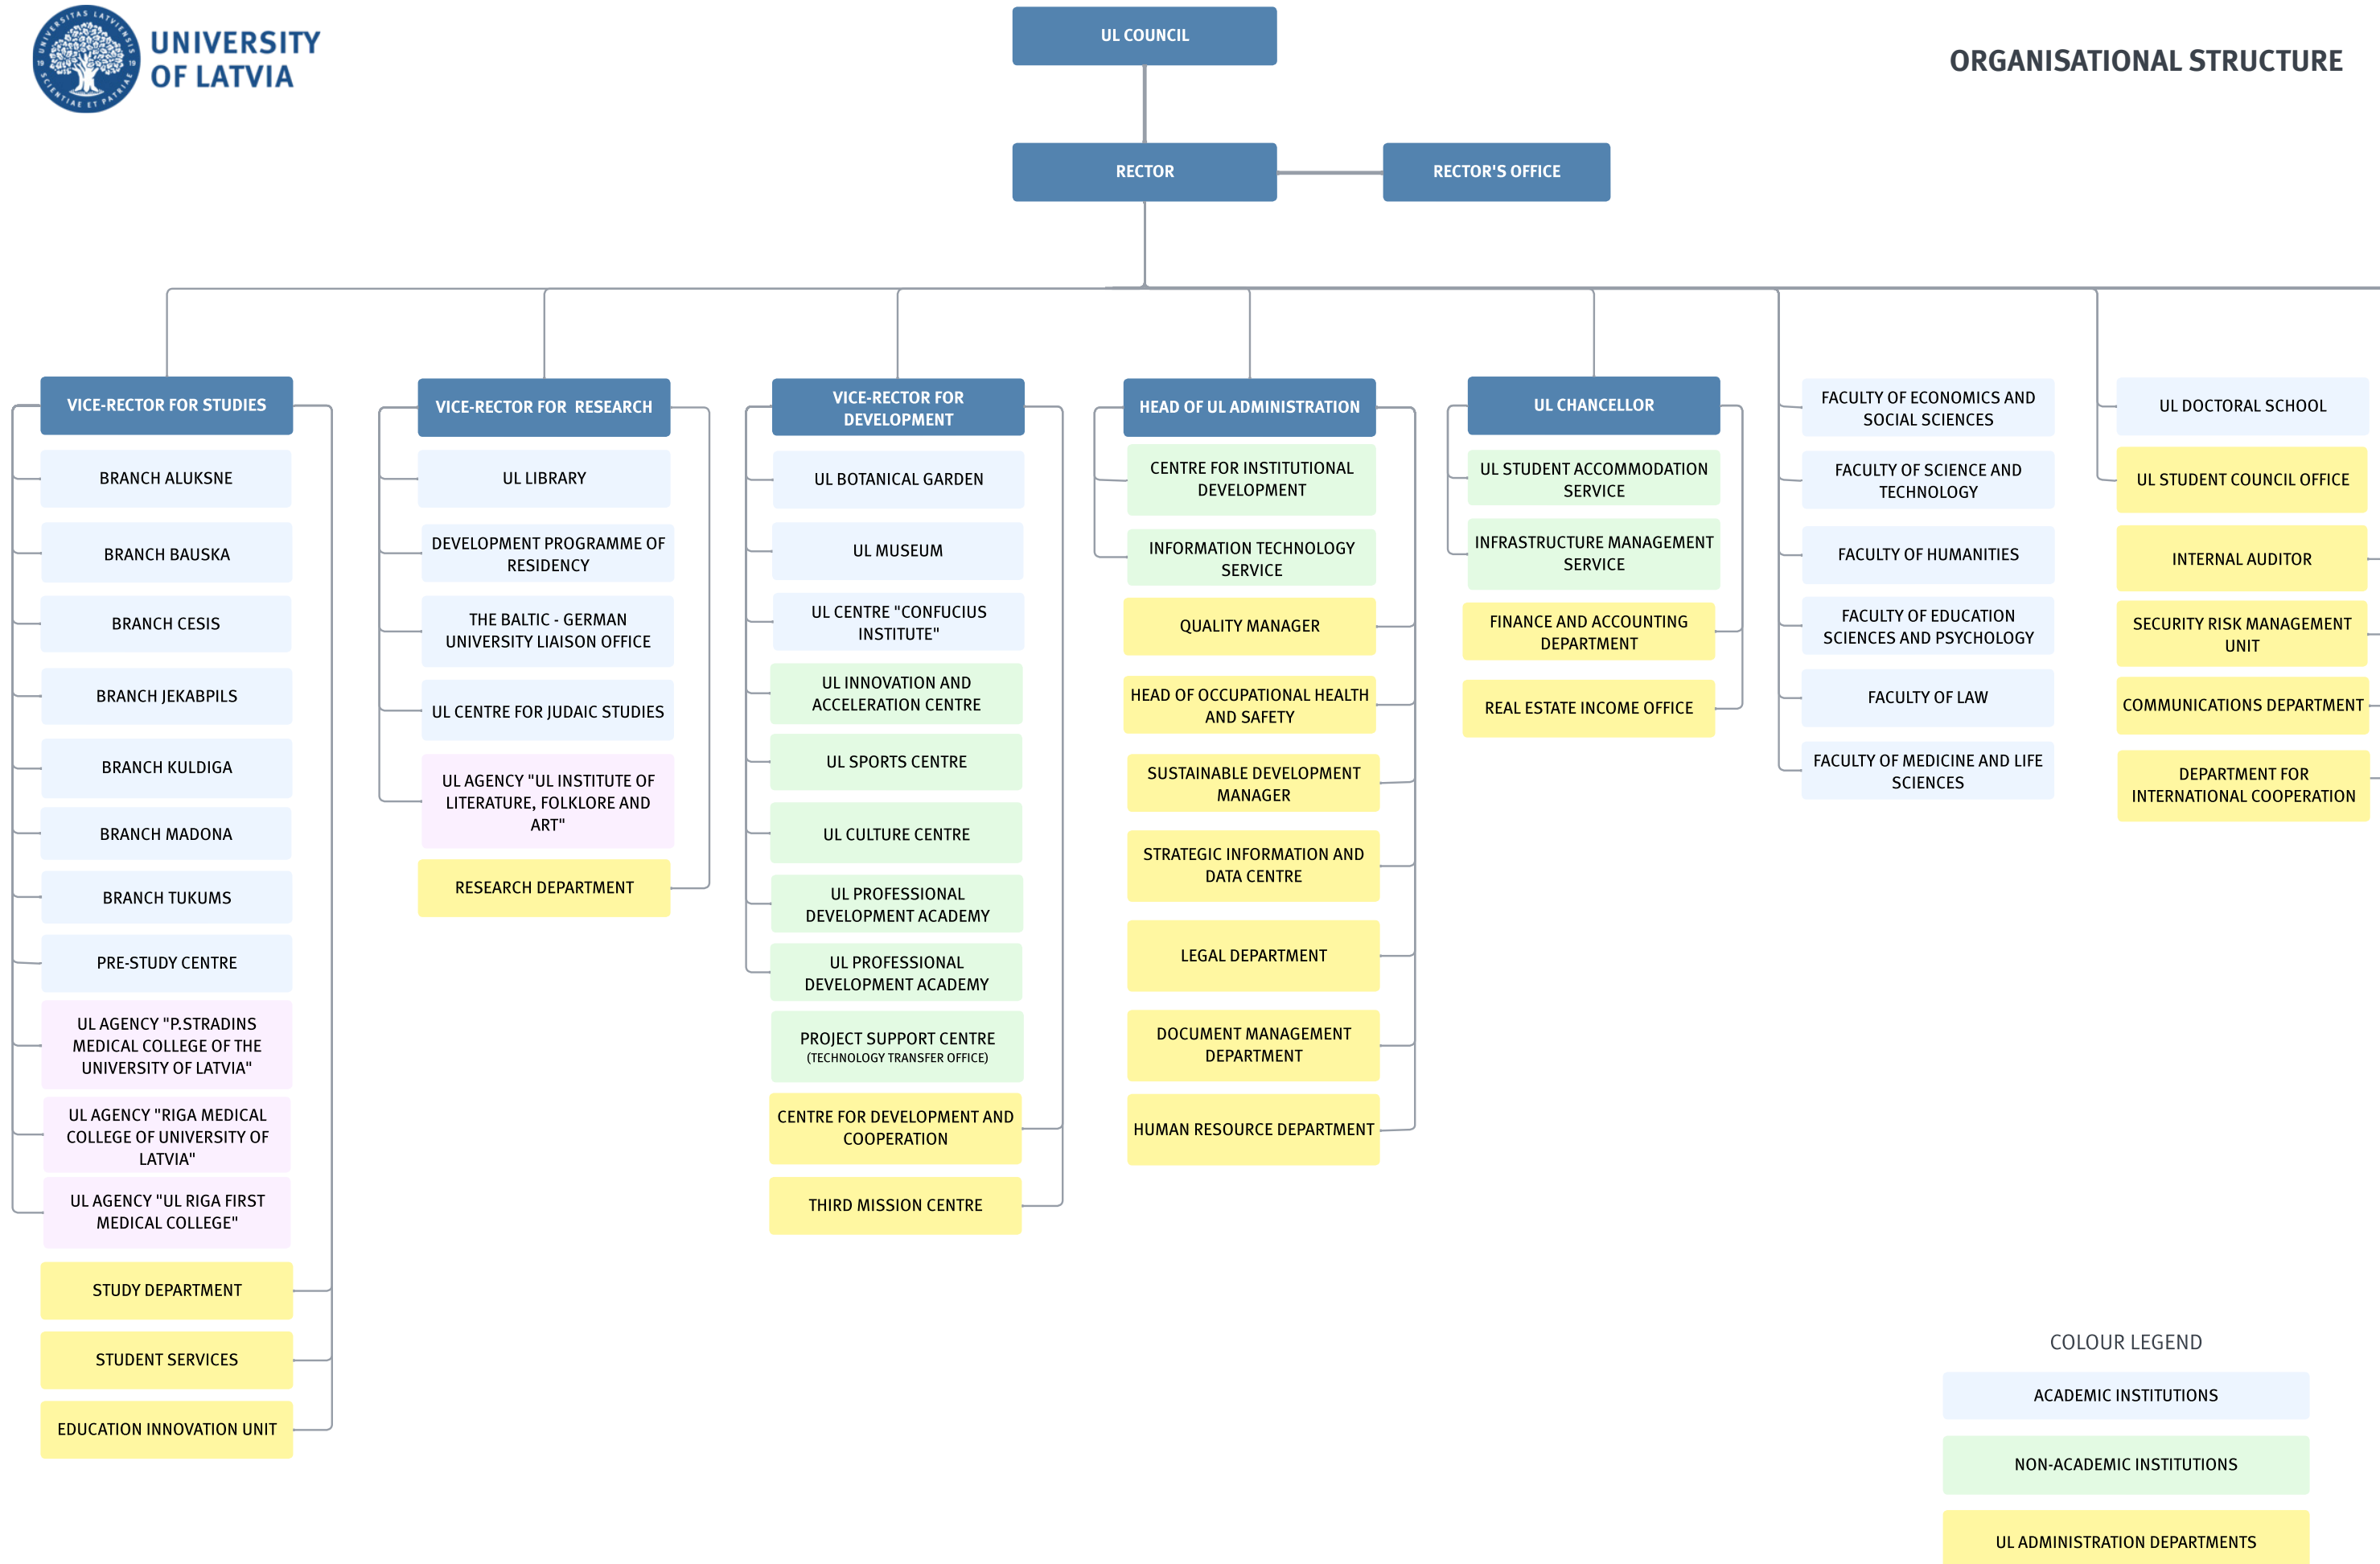 UNIVERSITAS LATVIENSIS
19 19
SCIENTIAE ET PATRIAE
UNIVERSITY
OF LATVIA
ORGANISATIONAL STRUCTURE
UL COUNCIL
RECTOR
RECTOR'S OFFICE
VICE-RECTOR FOR STUDIES
BRANCH ALUKSNE
BRANCH BAUSKA
BRANCH CESIS
BRANCH JEKABPILS
BRANCH KULDIGA
BRANCH MADONA
BRANCH TUKUMS
PRE-STUDY CENTRE
UL AGENCY "P.STRADINS
MEDICAL COLLEGE OF THE
UNIVERSITY OF LATVIA"
UL AGENCY "RIGA MEDICAL
COLLEGE OF UNIVERSITY OF
LATVIA"
UL AGENCY "UL RIGA FIRST
MEDICAL COLLEGE"
STUDY DEPARTMENT
STUDENT SERVICES
EDUCATION INNOVATION UNIT
VICE-RECTOR FOR RESEARCH
UL LIBRARY
DEVELOPMENT PROGRAMME OF
RESIDENCY
THE BALTIC - GERMAN
UNIVERSITY LIAISON OFFICE
UL CENTRE FOR JUDAIC STUDIES
UL AGENCY "UL INSTITUTE OF
LITERATURE, FOLKLORE AND
ART"
RESEARCH DEPARTMENT
VICE-RECTOR FOR
DEVELOPMENT
UL BOTANICAL GARDEN
UL MUSEUM
UL CENTRE "CONFUCIUS
INSTITUTE"
UL INNOVATION AND
ACCELERATION CENTRE
UL SPORTS CENTRE
UL CULTURE CENTRE
UL PROFESSIONAL
DEVELOPMENT ACADEMY
UL PROFESSIONAL
DEVELOPMENT ACADEMY
PROJECT SUPPORT CENTRE
(TECHNOLOGY TRANSFER OFFICE)
CENTRE FOR DEVELOPMENT AND
COOPERATION
THIRD MISSION CENTRE
HEAD OF UL ADMINISTRATION
CENTRE FOR INSTITUTIONAL
DEVELOPMENT
INFORMATION TECHNOLOGY
SERVICE
QUALITY MANAGER
HEAD OF OCCUPATIONAL HEALTH
AND SAFETY
SUSTAINABLE DEVELOPMENT
MANAGER
STRATEGIC INFORMATION AND
DATA CENTRE
LEGAL DEPARTMENT
DOCUMENT MANAGEMENT
DEPARTMENT
HUMAN RESOURCE DEPARTMENT
UL CHANCELLOR
UL STUDENT ACCOMMODATION
SERVICE
INFRASTRUCTURE MANAGEMENT
SERVICE
FINANCE AND ACCOUNTING
DEPARTMENT
REAL ESTATE INCOME OFFICE
FACULTY OF ECONOMICS AND
SOCIAL SCIENCES
FACULTY OF SCIENCE AND
TECHNOLOGY
FACULTY OF HUMANITIES
FACULTY OF EDUCATION
SCIENCES AND PSYCHOLOGY
FACULTY OF LAW
FACULTY OF MEDICINE AND LIFE
SCIENCES
UL DOCTORAL SCHOOL
UL STUDENT COUNCIL OFFICE
INTERNAL AUDITOR
SECURITY RISK MANAGEMENT
UNIT
COMMUNICATIONS DEPARTMENT
DEPARTMENT FOR
INTERNATIONAL COOPERATION
COLOUR LEGEND
ACADEMIC INSTITUTIONS
NON-ACADEMIC INSTITUTIONS
UL ADMINISTRATION DEPARTMENTS